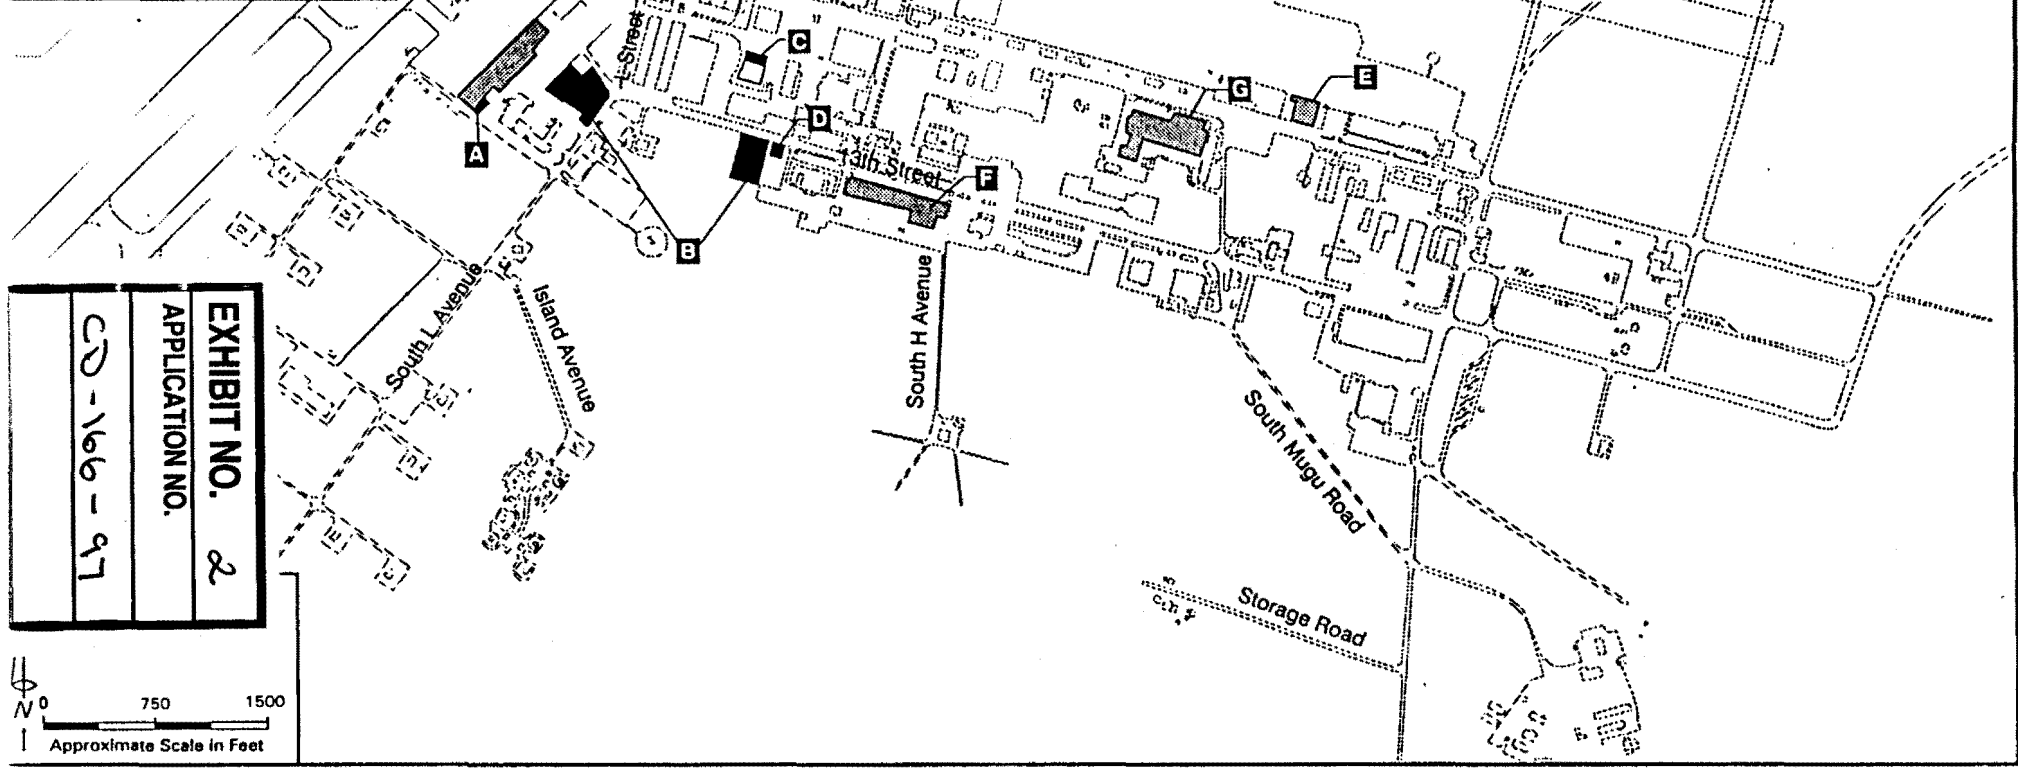 L Street
C
E
G
D
A
13th Street
F
B
South L Avenue
Island Avenue
South H Avenue
South Mugu Road
Storage Road
EXHIBIT NO. 2
APPLICATION NO.
CD-166-97
N
0 750 1500
Approximate Scale in Feet